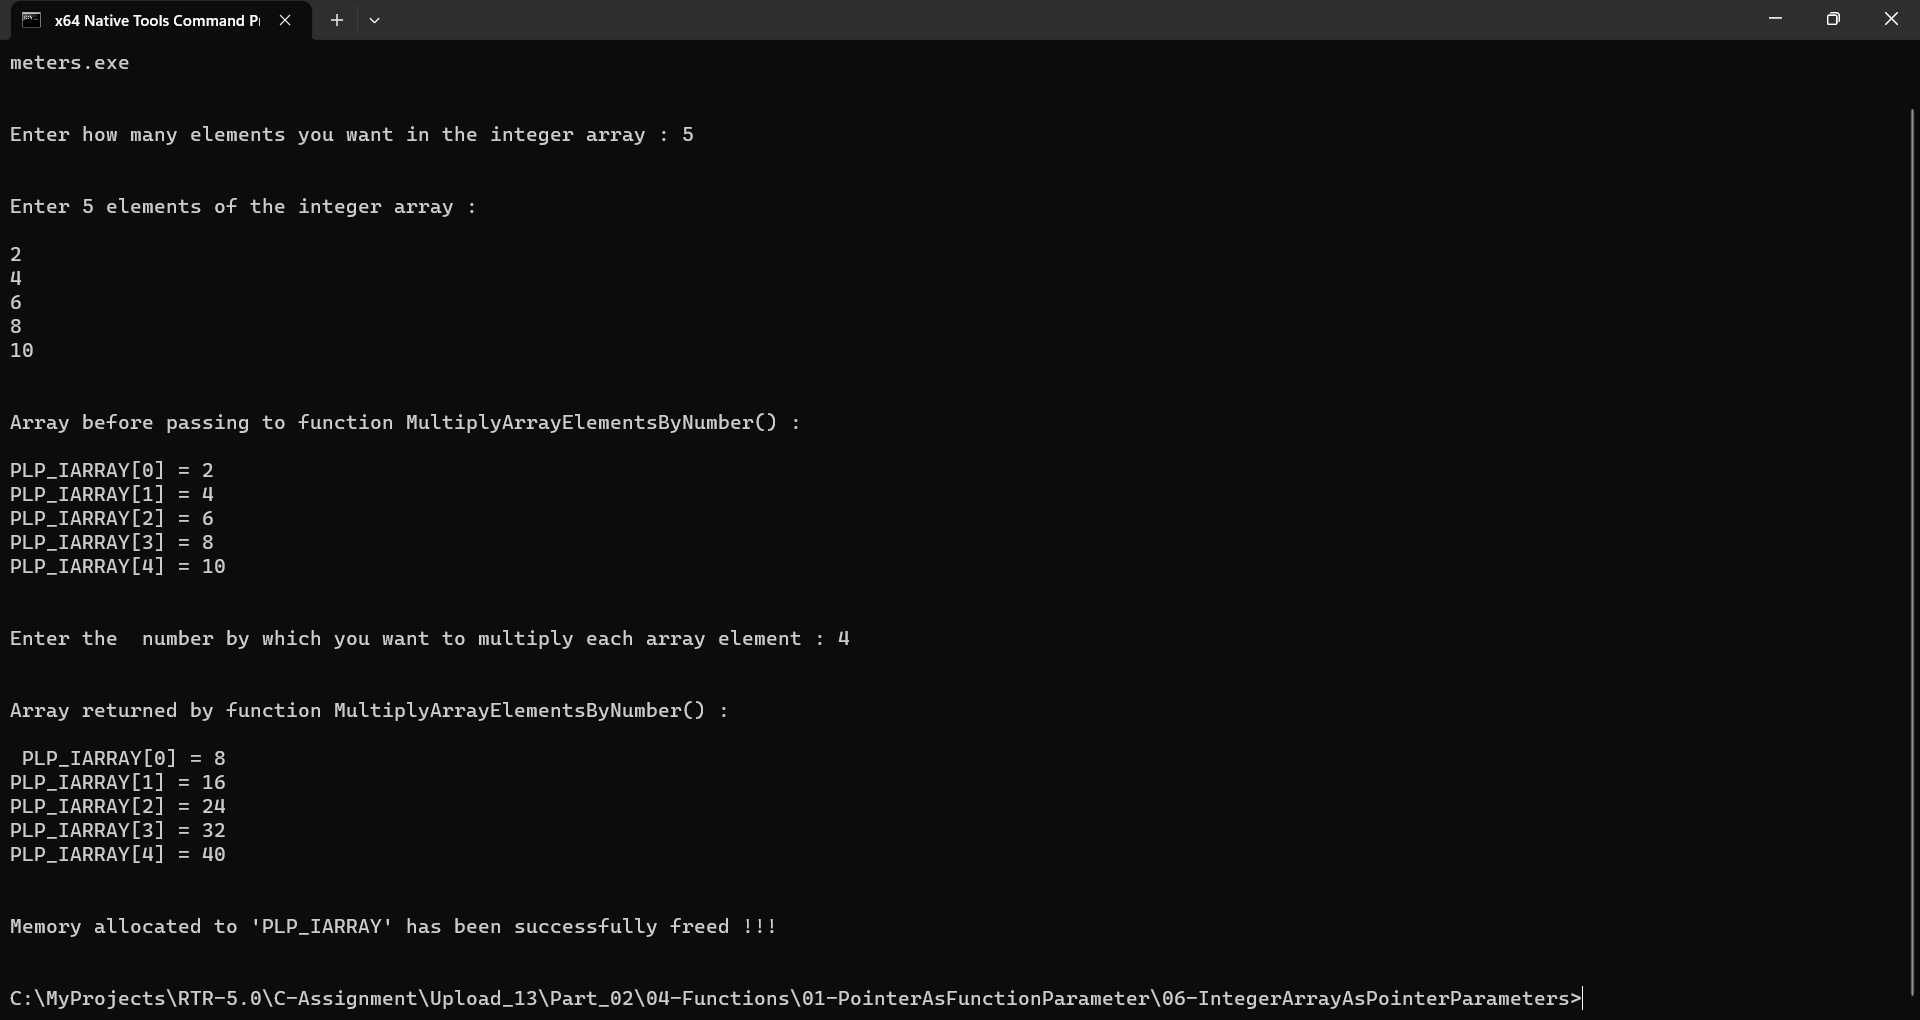 x64 Native Tools Command P
meters.exe
Enter how many elements you want in the integer array : 5
Enter 5 elements of the integer array :
2
4
6
8
10
Array before passing to function MultiplyArrayElementsByNumber() :
PLP_IARRAY[0] = 2
PLP_IARRAY[1] = 4
PLP_IARRAY[2] = 6
PLP_IARRAY[3] = 8
PLP_IARRAY[4] = 10
Enter the  number by which you want to multiply each array element : 4
Array returned by function MultiplyArrayElementsByNumber() :
 PLP_IARRAY[0] = 8
PLP_IARRAY[1] = 16
PLP_IARRAY[2] = 24
PLP_IARRAY[3] = 32
PLP_IARRAY[4] = 40
Memory allocated to 'PLP_IARRAY' has been successfully freed !!!
C:\MyProjects\RTR-5.0\C-Assignment\Upload_13\Part_02\04-Functions\01-PointerAsFunctionParameter\06-IntegerArrayAsPointerParameters>